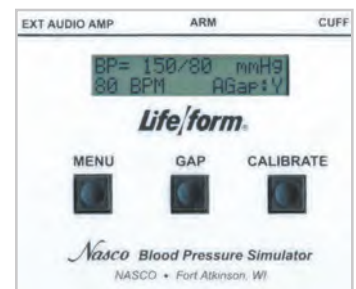 EXT AUDIO AMP ARM CUFF
BP= 150/80 mmHg
80 BPM AGap:Y
Life/form®
MENU GAP CALIBRATE
Nasco Blood Pressure Simulator
NASCO • Fort Atkinson, WI